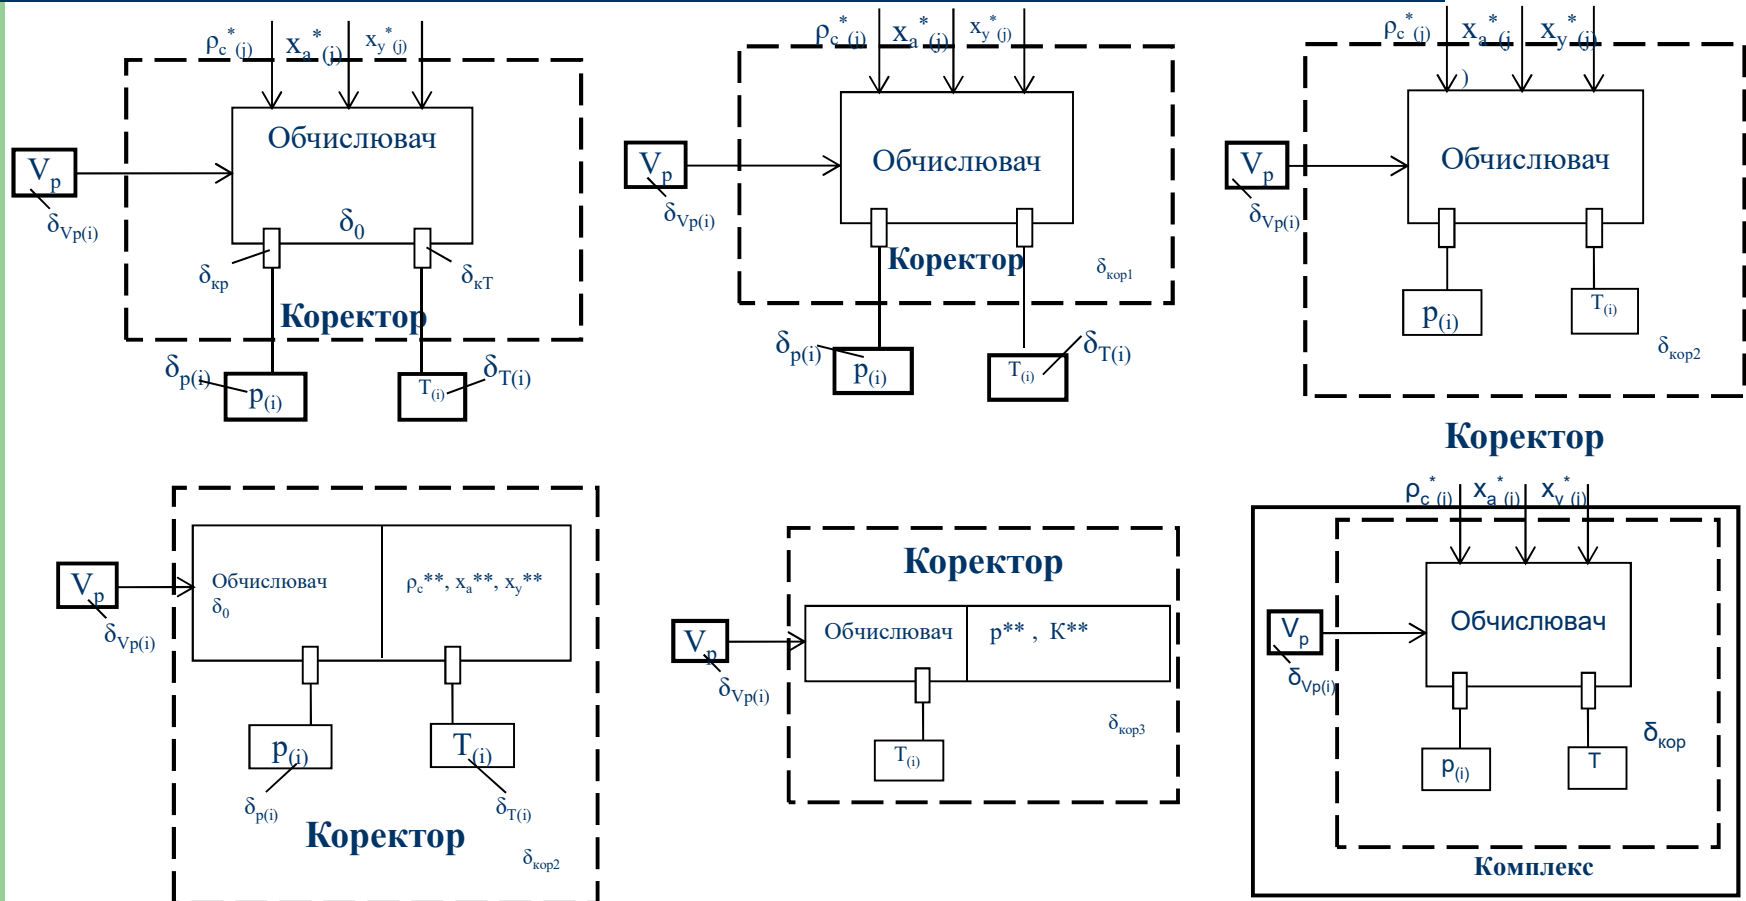 ρc*(j) xa*(j) xy*(j)
Обчислювач
Vp
δVp(i)
δ0
δкр
δкТ
Коректор
δp(i)
p(i)
T(i)
δT(i)
ρc*(j) xa*(j) xy*(j)
Обчислювач
Vp
δVp(i)
Коректор
δкор1
δp(i)
p(i)
T(i)
δT(i)
ρc*(j) xa*(j
) xy*(j)
Обчислювач
Vp
δVp(i)
p(i)
T(i)
δкор2
Коректор
Обчислювач
δ0
ρc**, xa**, xy**
Vp
δVp(i)
p(i)
T(i)
δp(i)
δT(i)
Коректор
δкор2
Коректор
Обчислювач
p** , К**
Vp
δVp(i)
δкор3
T(i)
ρc*(j) xa*(j) xy*(j)
Обчислювач
Vp
δVp(i)
δкор
p(i)
T
Комплекс